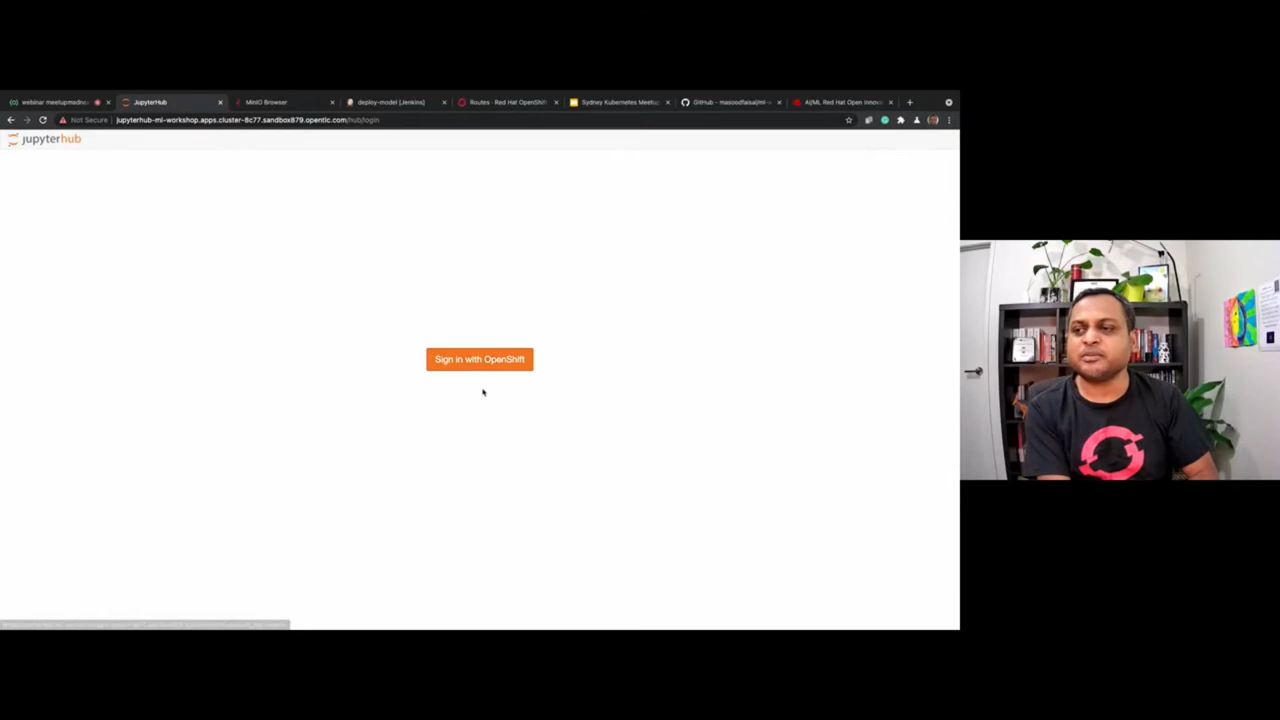 webinar meetupmadnes
JupyterHub
MinIO Browser
deploy-model [Jenkins]
Routes · Red Hat OpenShift
Sydney Kubernetes Meetup
GitHub - masoodfaisal/ml-w
AI/ML Red Hat Open Innova
Not Secure
jupyterhub-ml-workshop.apps.cluster-8c77.sandbox879.opentlc.com/hub/login
jupyterhub
Sign in with OpenShift